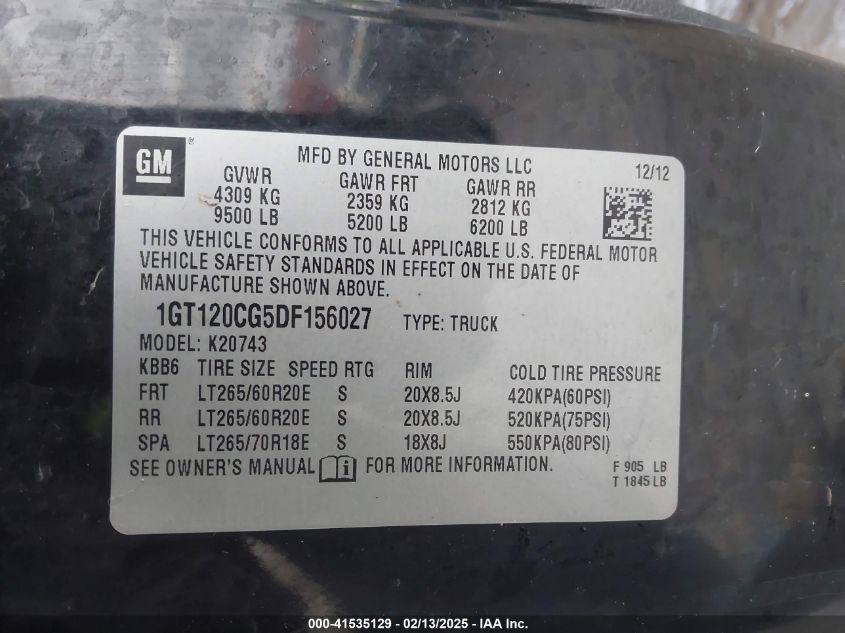 GM ®
MFD BY GENERAL MOTORS LLC 12/12
GVWR GAWR FRT GAWR RR
4309 KG 2359 KG 2812 KG
9500 LB 5200 LB 6200 LB
THIS VEHICLE CONFORMS TO ALL APPLICABLE U.S. FEDERAL MOTOR
VEHICLE SAFETY STANDARDS IN EFFECT ON THE DATE OF
MANUFACTURE SHOWN ABOVE.
1GT120CG5DF156027 TYPE: TRUCK
MODEL: K20743
KBB6 TIRE SIZE SPEED RTG RIM COLD TIRE PRESSURE
FRT LT265/60R20E S 20X8.5J 420KPA(60PSI)
RR LT265/60R20E S 20X8.5J 520KPA(75PSI)
SPA LT265/70R18E S 18X8J 550KPA(80PSI)
SEE OWNER'S MANUAL FOR MORE INFORMATION. F 905 LB
T 1845 LB
000-41535129 - 02/13/2025 - IAA Inc.